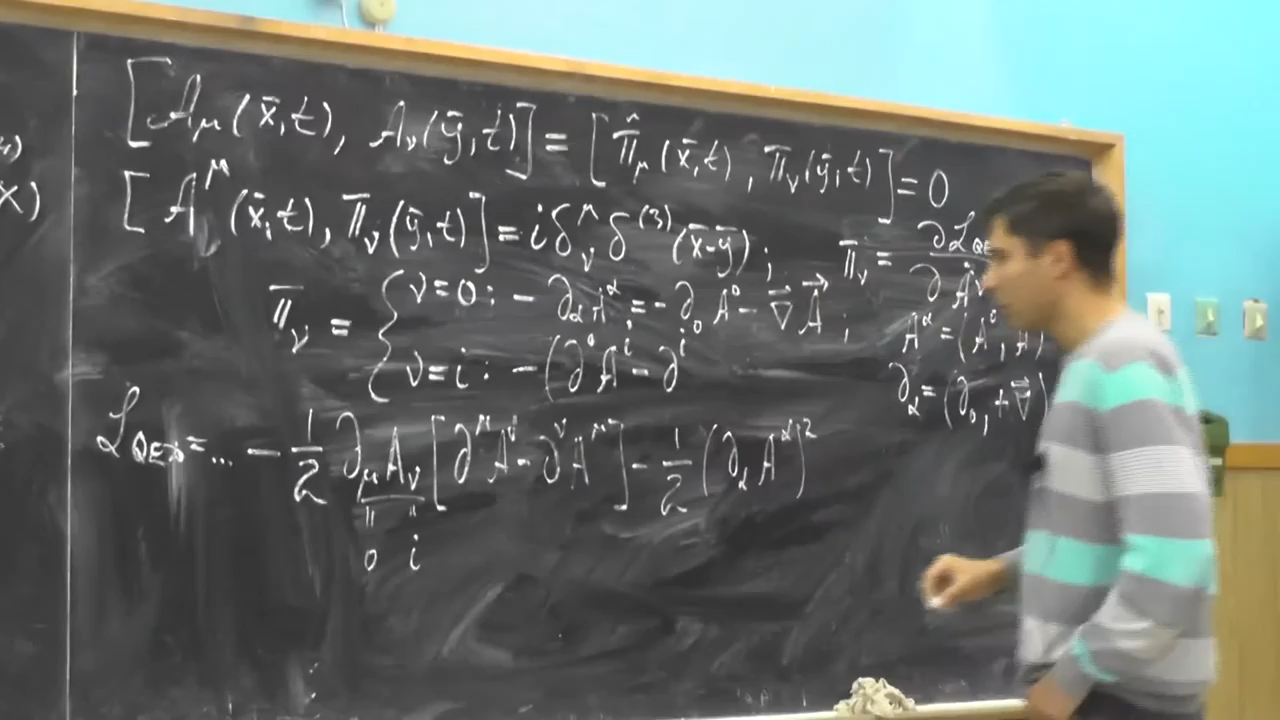 [A_μ(x̄,t), A_ν(ȳ,t)] = [π̂_μ(x̄,t), π_ν(ȳ,t)] = 0
[A^μ(x̄,t), π_ν(ȳ,t)] = iδ^μ_ν δ^(3)(x̄-ȳ);
π_ν = ∂L_QE / ∂A^ν
π_ν = { ν=0: -∂_α A^α = -∂_0 A^0 - ∇⃗A⃗;
ν=i: -(∂^0 A^i - ∂^i
A^α = (A^0, A)
∂_α = (∂_0, +∇⃗)
L_QED = ... - 1/2 ∂_μ A_ν [∂^μ A^ν - ∂^ν A^μ] - 1/2 (∂_α A^α)^2
" "
0 i
x)